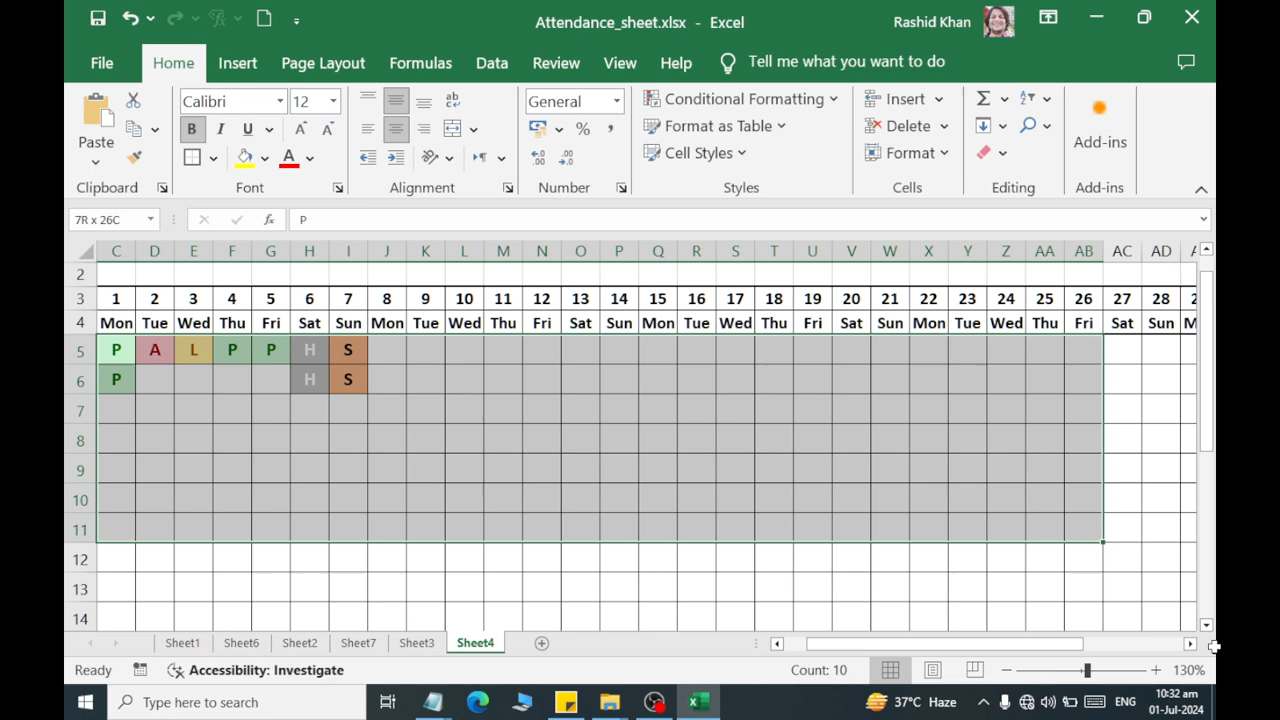 Attendance_sheet.xlsx - Excel
Rashid Khan
File Home Insert Page Layout Formulas Data Review View Help Tell me what you want to do
Paste
Calibri 12
General
Conditional Formatting
Format as Table
Cell Styles
Insert
Delete
Format
Add-ins
Clipboard Font Alignment Number Styles Cells Editing Add-ins
7R x 26C fx P
C D E F G H I J K L M N O P Q R S T U V W X Y Z AA AB AC AD
2
3 1 2 3 4 5 6 7 8 9 10 11 12 13 14 15 16 17 18 19 20 21 22 23 24 25 26 27 28
4 Mon Tue Wed Thu Fri Sat Sun Mon Tue Wed Thu Fri Sat Sun Mon Tue Wed Thu Fri Sat Sun Mon Tue Wed Thu Fri Sat Sun
5 P A L P P H S
6 P H S
7
8
9
10
11
12
13
14
Sheet1 Sheet6 Sheet2 Sheet7 Sheet3 Sheet4
Ready Accessibility: Investigate Count: 10 130%
Type here to search 37°C Haze ENG 10:32 am
01-Jul-2024